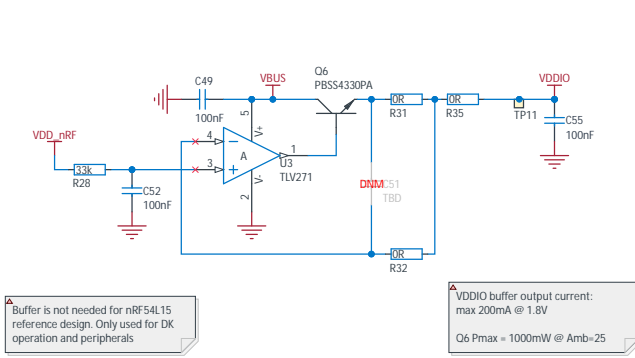 Q6
PBSS4330PA
C49
100nF
VBUS
VDDIO
0R
R31
0R
R35
TP11
C55
100nF
VDD_nRF
33k
R28
C52
100nF
5
V+
4
3
A
1
U3
TLV271
V-
2
DNM
C51
TBD
0R
R32
Buffer is not needed for nRF54L15
reference design. Only used for DK
operation and peripherals
VDDIO buffer output current:
max 200mA @ 1.8V
Q6 Pmax = 1000mW @ Amb=25